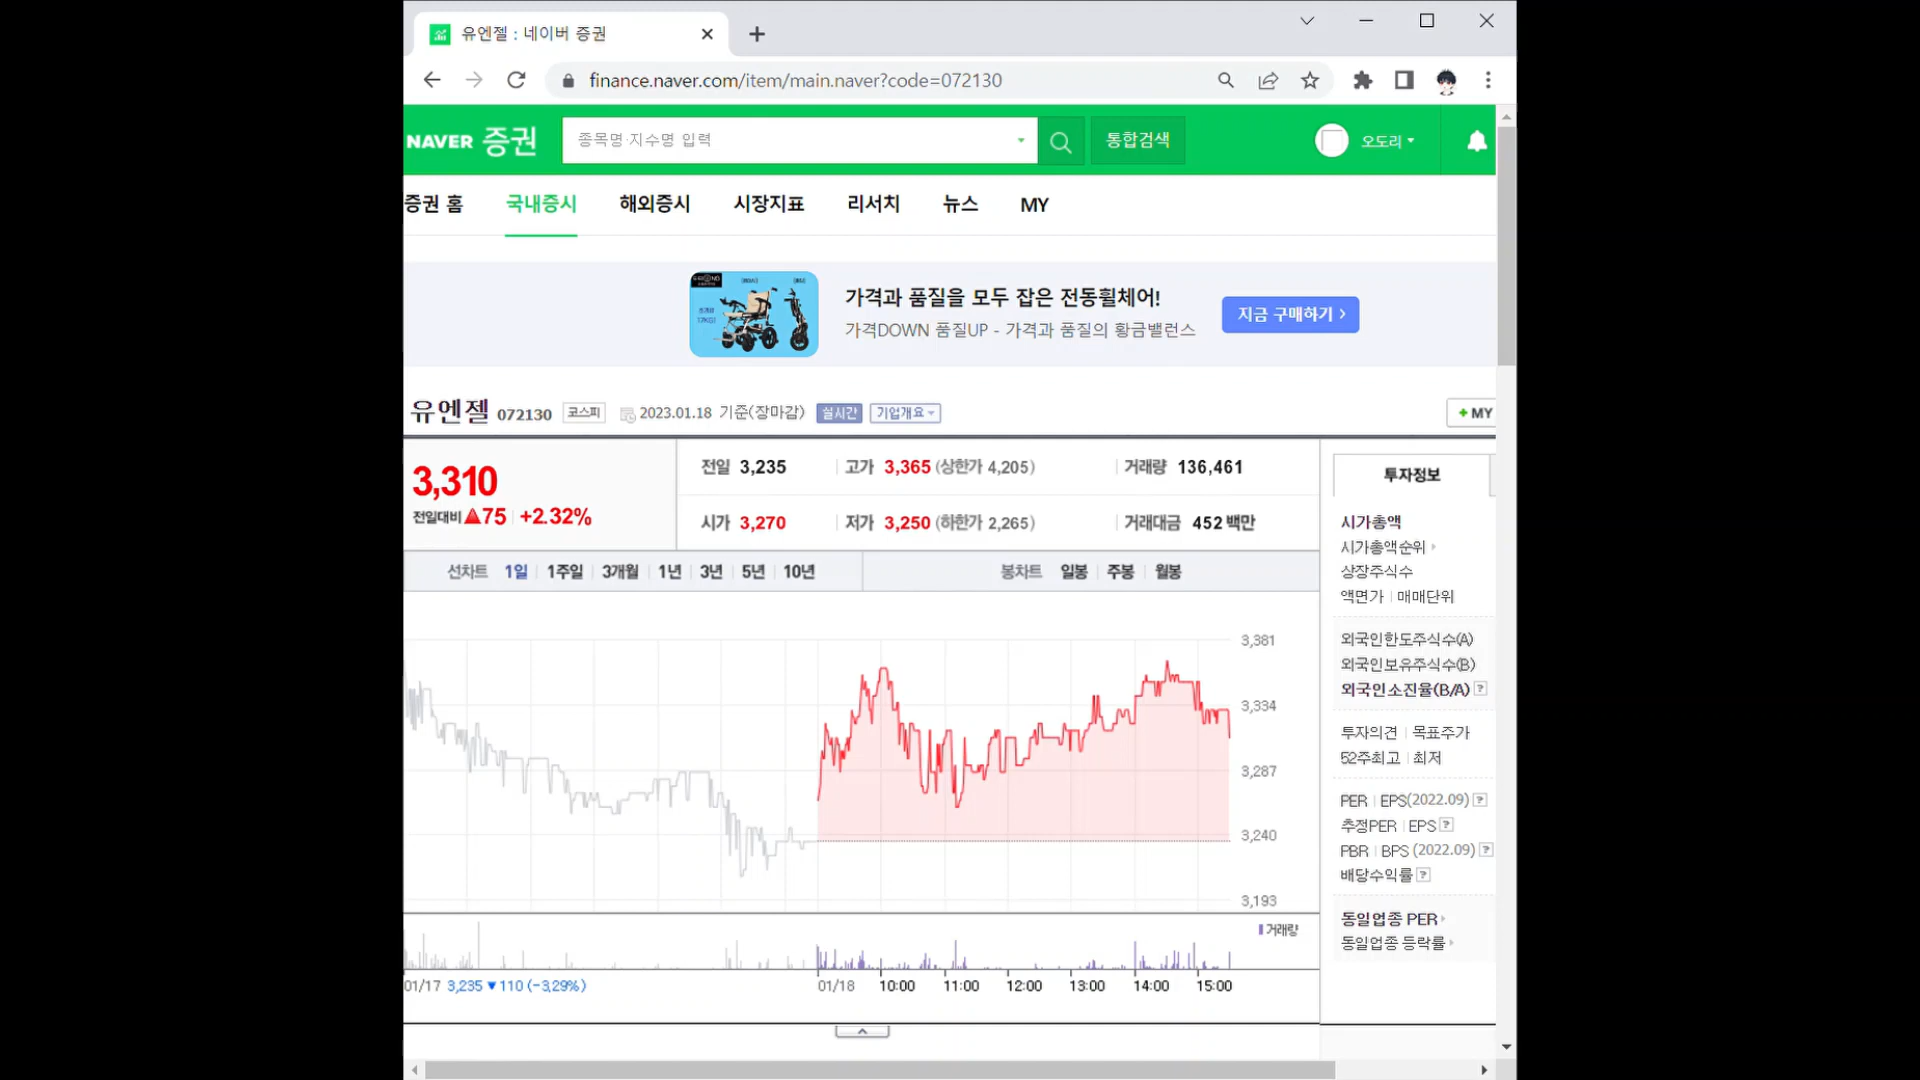 유엔젤 : 네이버 증권
finance.naver.com/item/main.naver?code=072130
NAVER 증권
종목명·지수명 입력
통합검색
오도리
증권 홈 국내증시 해외증시 시장지표 리서치 뉴스 MY
가격과 품질을 모두 잡은 전동휠체어!
가격DOWN 품질UP - 가격과 품질의 황금밸런스
지금 구매하기 >
유엔젤 072130 코스피 2023.01.18 기준(장마감) 실시간 기업개요
+ MY
3,310
전일대비 ▲75 +2.32%
전일 3,235 고가 3,365 (상한가 4,205) 거래량 136,461
시가 3,270 저가 3,250 (하한가 2,265) 거래대금 452 백만
선차트 1일 1주일 3개월 1년 3년 5년 10년 봉차트 일봉 주봉 월봉
3,381
3,334
3,287
3,240
3,193
거래량
01/17 3,235 ▼110 (-3,29%)
01/18 10:00 11:00 12:00 13:00 14:00 15:00
투자정보
시가총액
시가총액순위
상장주식수
액면가 | 매매단위
외국인한도주식수(A)
외국인보유주식수(B)
외국인소진율(B/A) ?
투자의견 | 목표주가
52주최고 | 최저
PER | EPS(2022.09) ?
추정PER | EPS ?
PBR | BPS (2022.09) ?
배당수익률 ?
동일업종 PER
동일업종 등락률